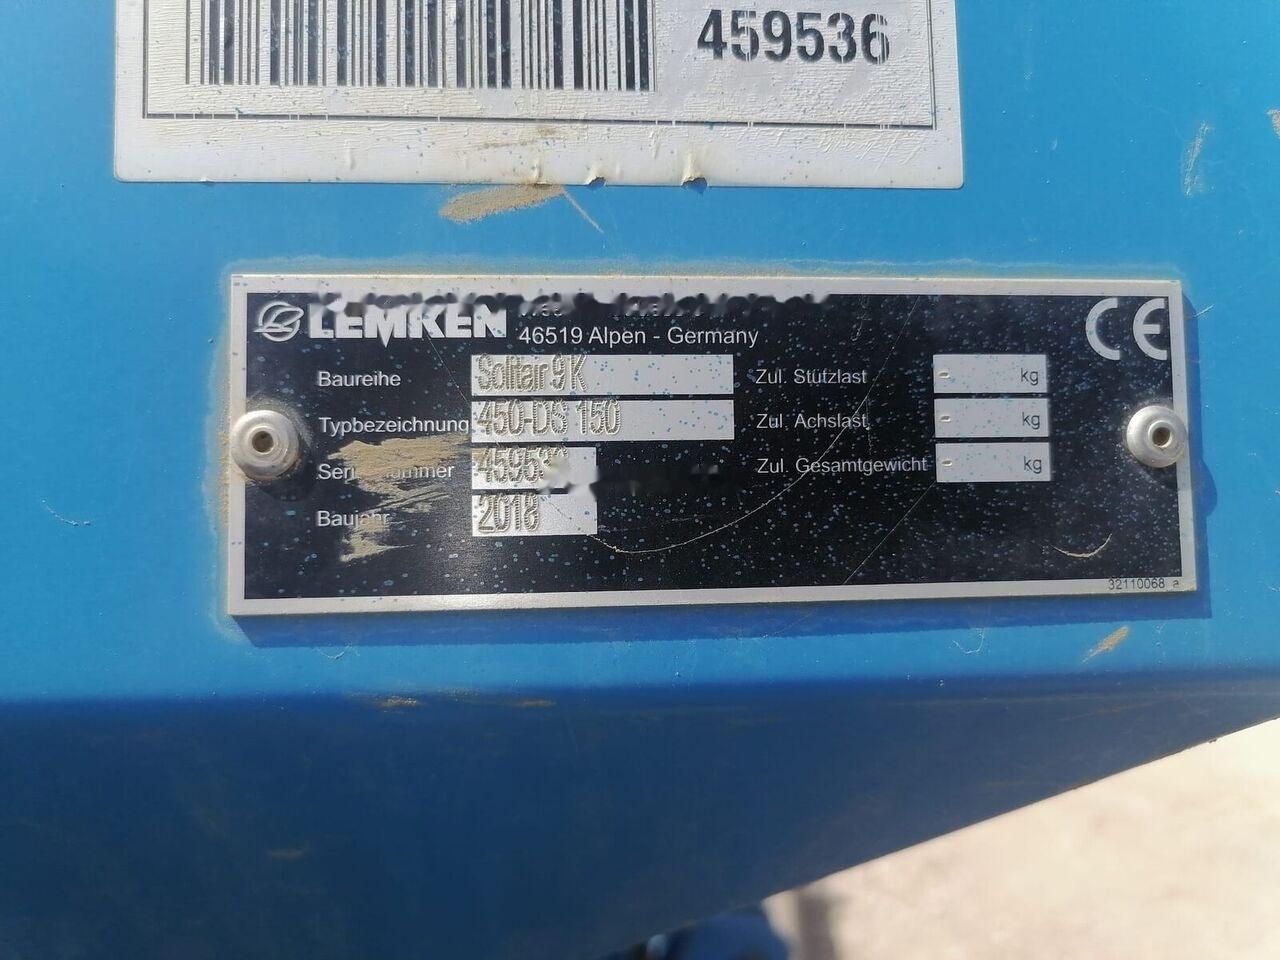 459536
LEMKEN
46519 Alpen - Germany
CE
Baureihe Solitair 9 K Zul. Stützlast - kg
Typbezeichnung 450-DS 150 Zul. Achslast - kg
Zul. Gesamtgewicht - kg
Baujahr 2018
32110068 a